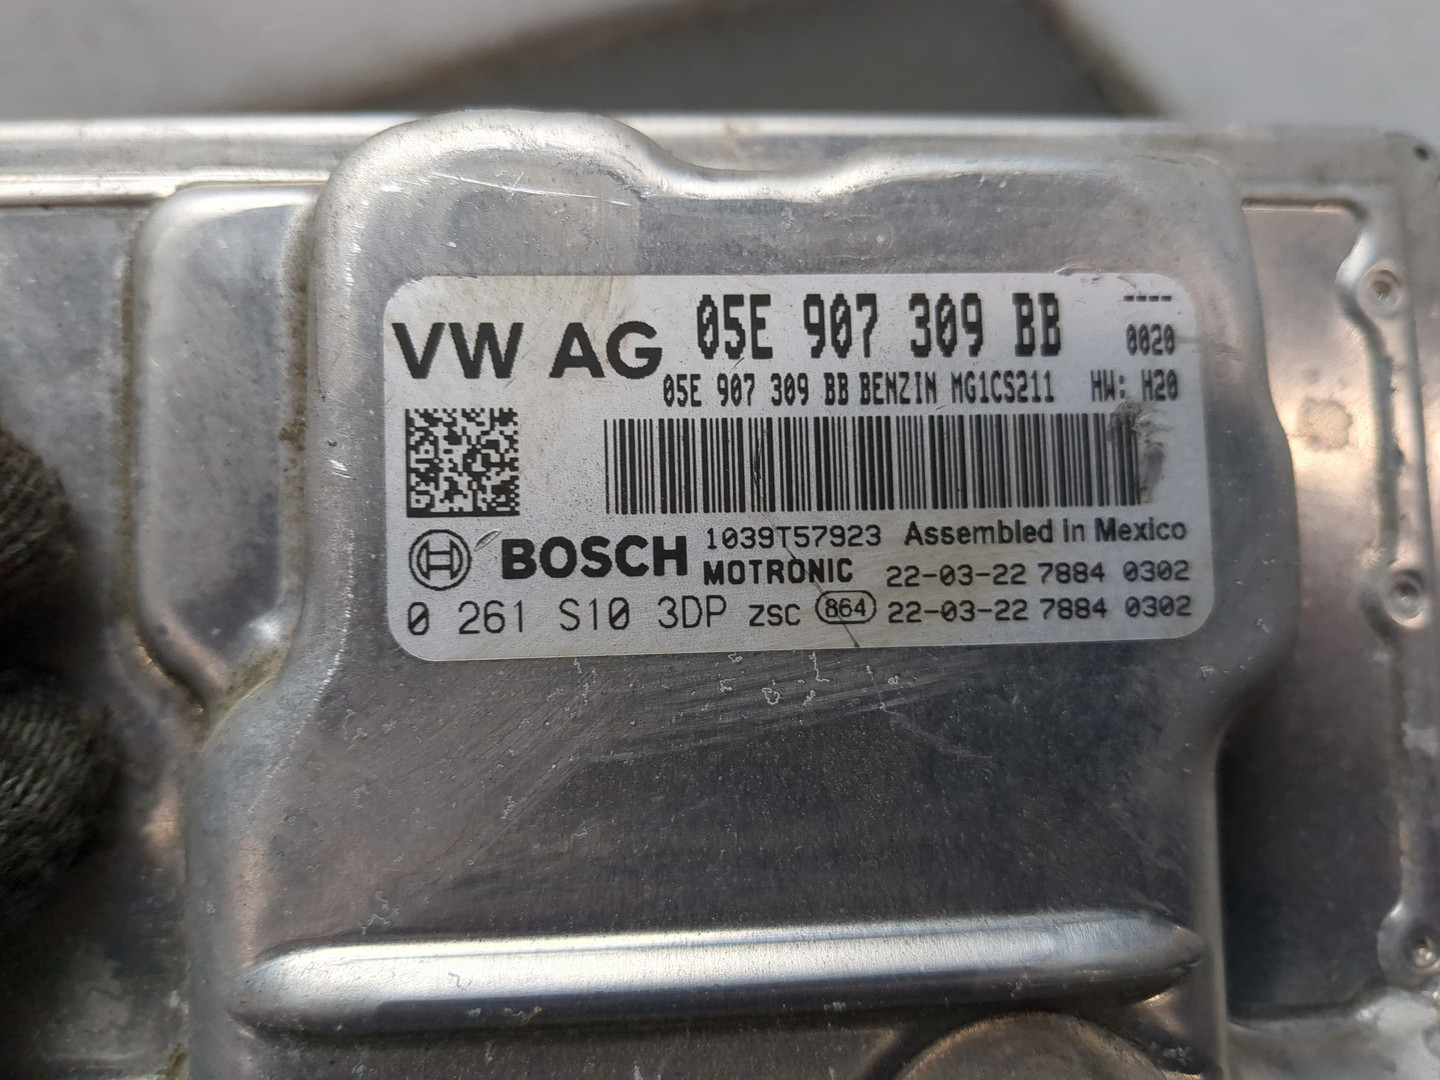 VW AG 05E 907 309 BB ----
0020
05E 907 309 BB BENZIN MG1CS211 HW: H20
BOSCH 1039T57923 Assembled in Mexico
MOTRONIC 22-03-22 7884 0302
0 261 S10 3DP ZSC 864 22-03-22 7884 0302